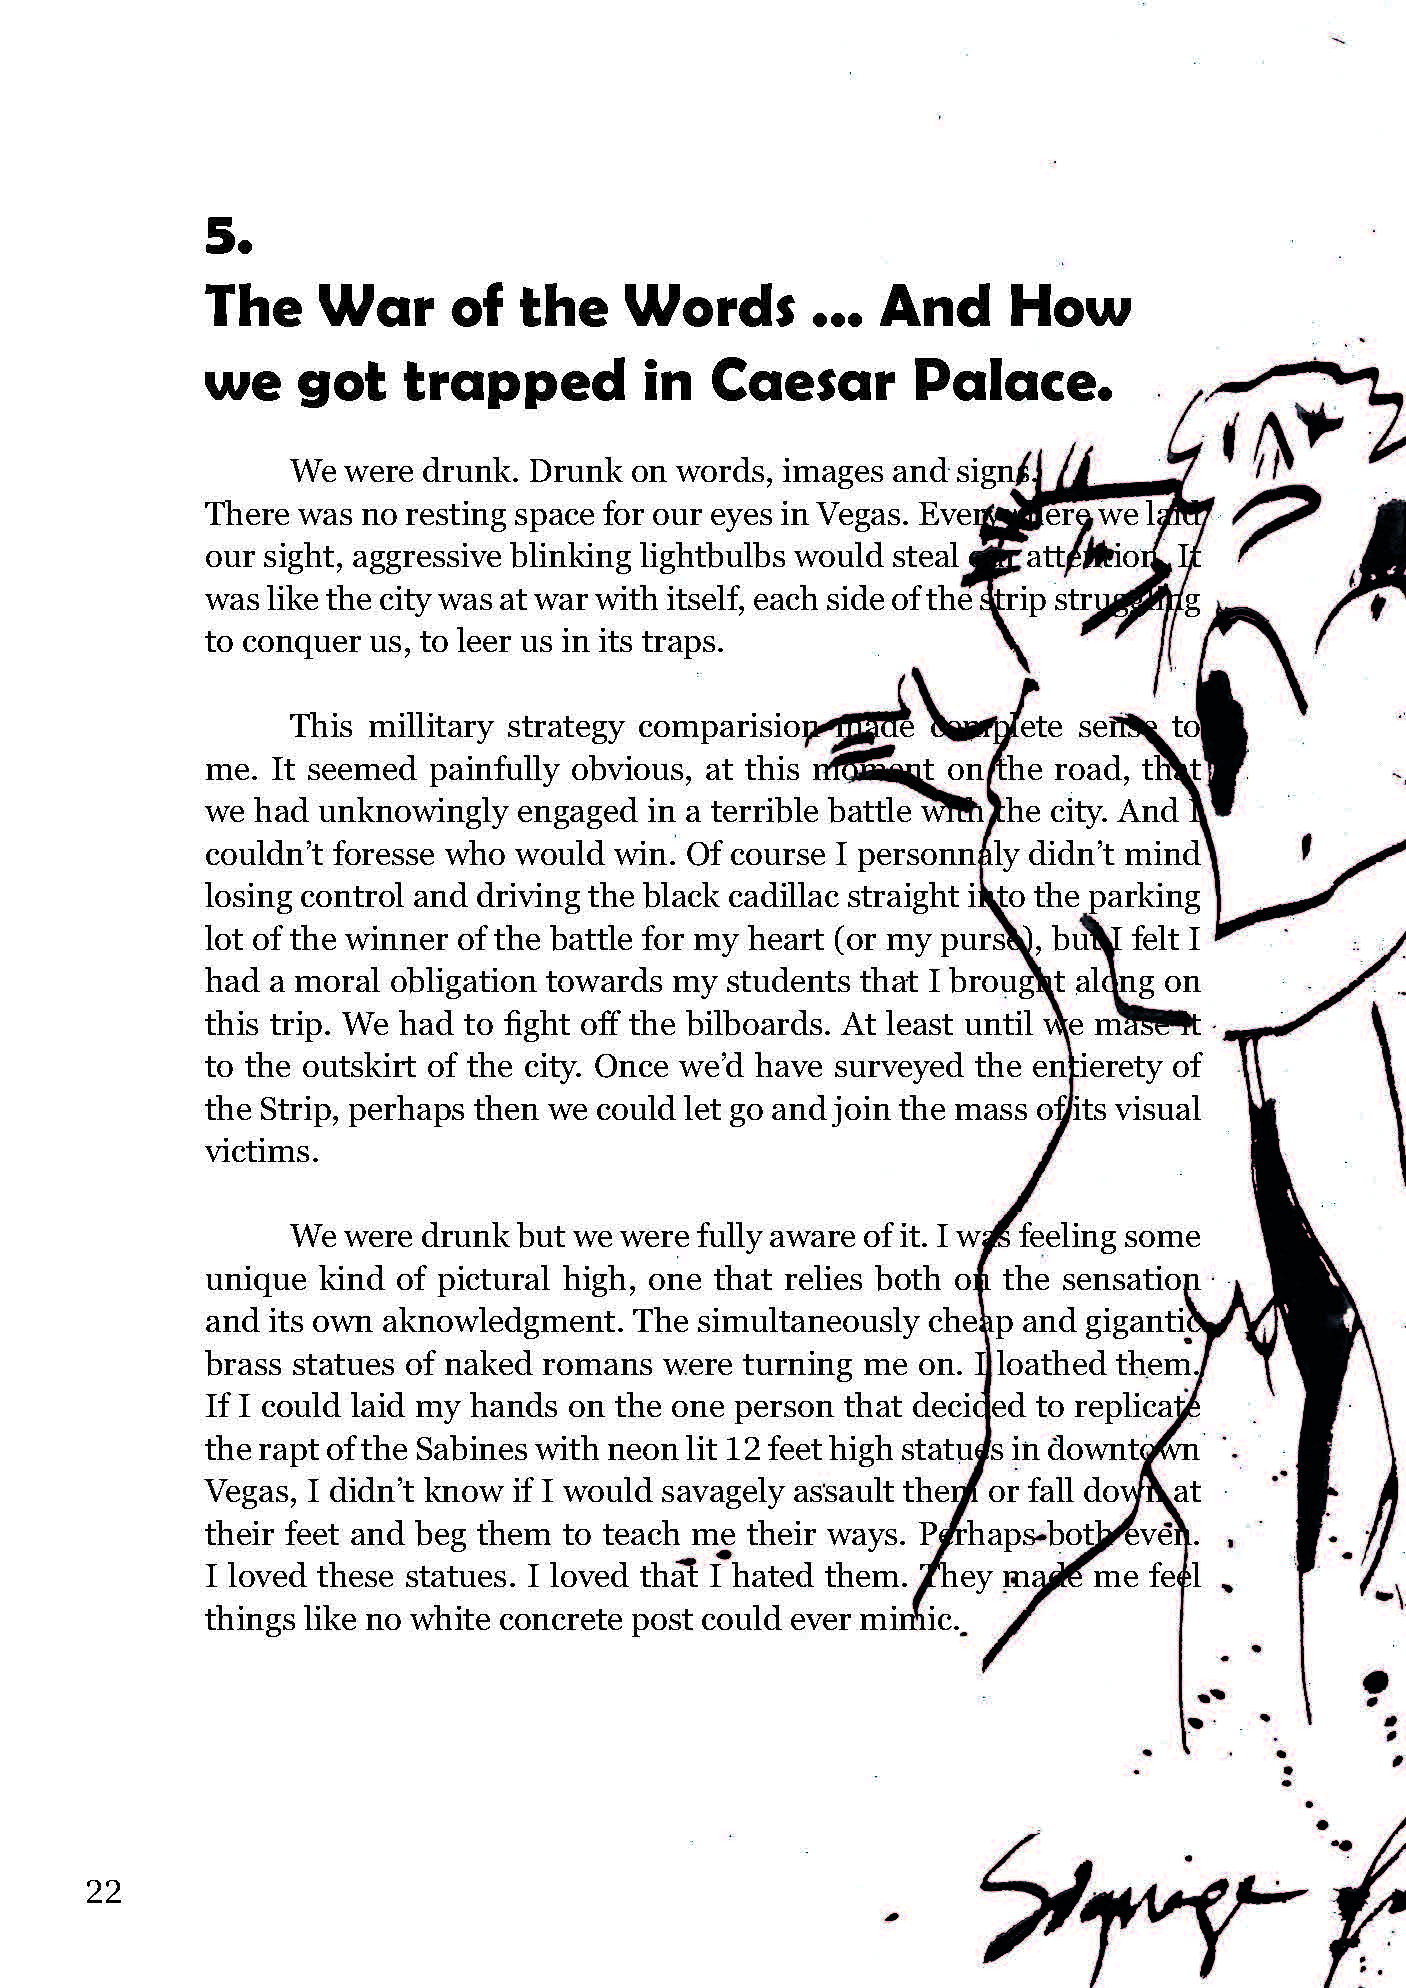 5.
The War of the Words ... And How
we got trapped in Caesar Palace.
We were drunk. Drunk on words, images and signs.
There was no resting space for our eyes in Vegas. Everywhere we laid
our sight, aggressive blinking lightbulbs would steal our attention. It
was like the city was at war with itself, each side of the strip struggling
to conquer us, to leer us in its traps.
This millitary strategy comparision made complete sense to
me. It seemed painfully obvious, at this moment on the road, that
we had unknowingly engaged in a terrible battle with the city. And I
couldn’t foresse who would win. Of course I personnaly didn’t mind
losing control and driving the black cadillac straight into the parking
lot of the winner of the battle for my heart (or my purse), but I felt I
had a moral obligation towards my students that I brought along on
this trip. We had to fight off the bilboards. At least until we mase it
to the outskirt of the city. Once we’d have surveyed the entierety of
the Strip, perhaps then we could let go and join the mass of its visual
victims.
We were drunk but we were fully aware of it. I was feeling some
unique kind of pictural high, one that relies both on the sensation
and its own aknowledgment. The simultaneously cheap and gigantic
brass statues of naked romans were turning me on. I loathed them.
If I could laid my hands on the one person that decided to replicate
the rapt of the Sabines with neon lit 12 feet high statues in downtown
Vegas, I didn’t know if I would savagely assault them or fall down at
their feet and beg them to teach me their ways. Perhaps both even.
I loved these statues. I loved that I hated them. They made me feel
things like no white concrete post could ever mimic.
22